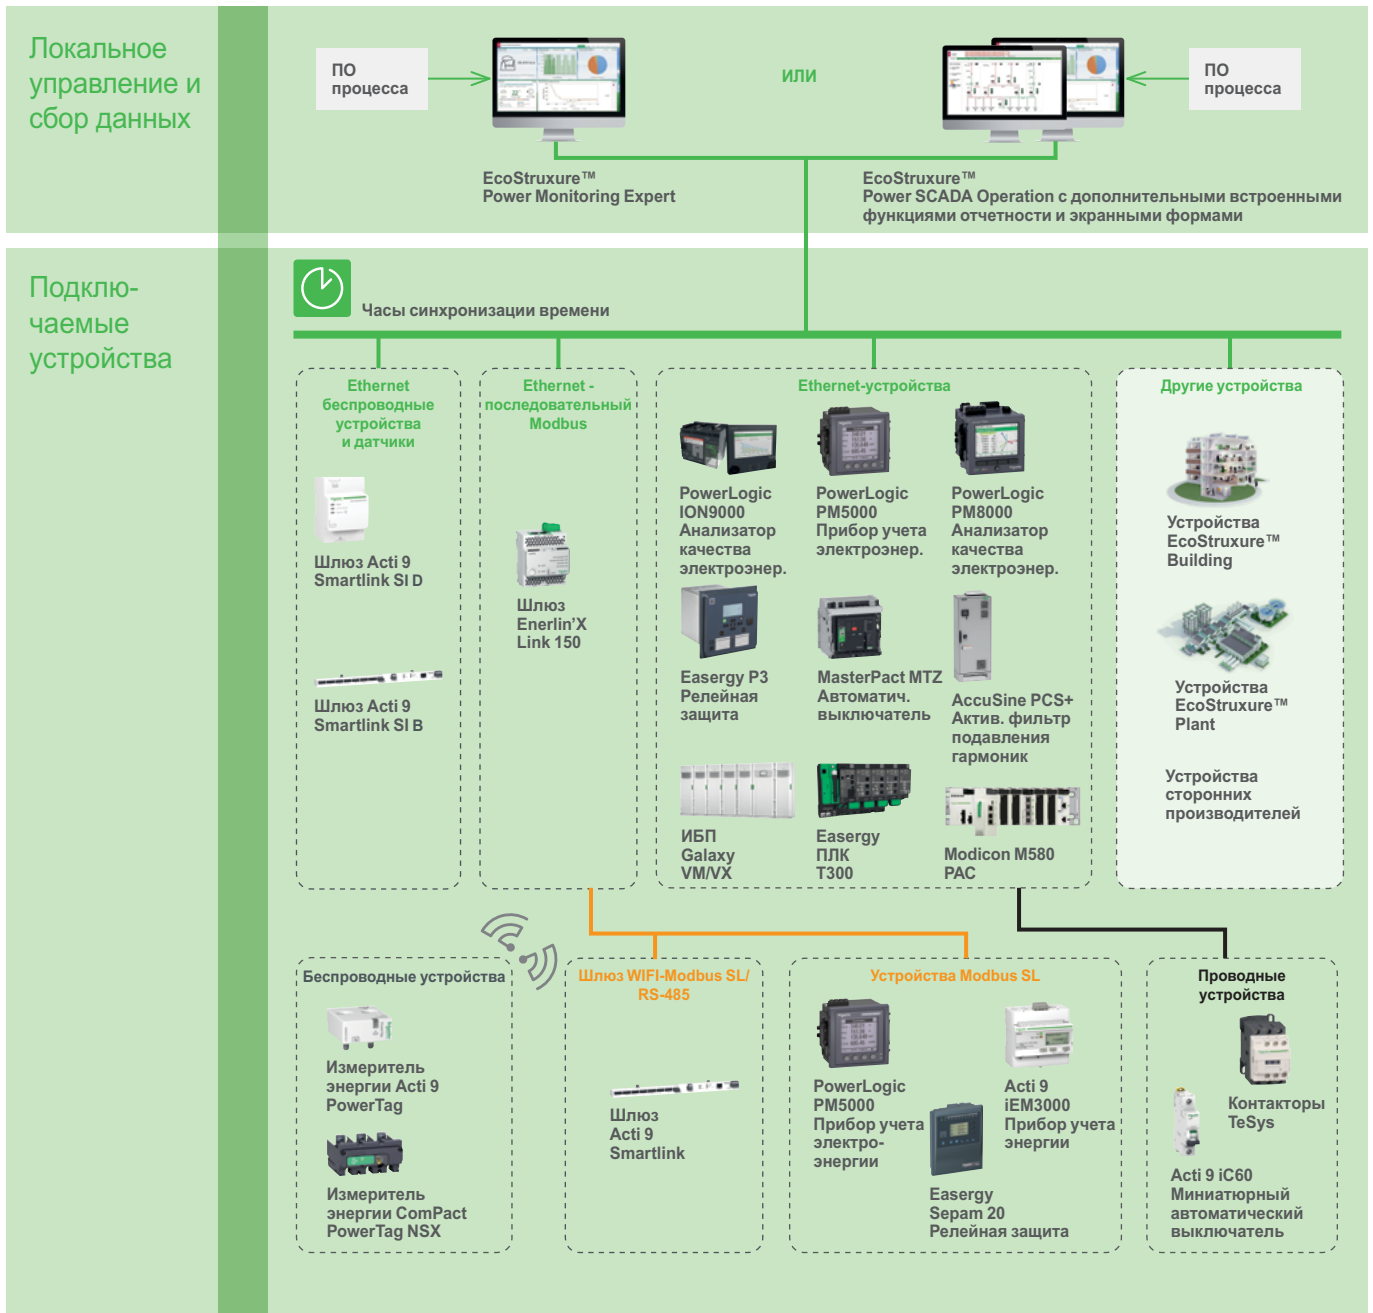 Локальное
управление и
сбор данных
ПО
процесса
ИЛИ
ПО
процесса
EcoStruxure™
Power Monitoring Expert
EcoStruxure™
Power SCADA Operation с дополнительными встроенными
функциями отчетности и экранными формами
Подклю-
чаемые
устройства
Часы синхронизации времени
Ethernet
беспроводные
устройства
и датчики
Шлюз Acti 9
Smartlink SI D
Шлюз Acti 9
Smartlink SI B
Ethernet -
последовательный
Modbus
Шлюз
Enerlin’X
Link 150
Ethernet-устройства
PowerLogic
ION9000
Анализатор
качества
электроэнер.
PowerLogic
PM5000
Прибор учета
электроэнер.
PowerLogic
PM8000
Анализатор
качества
электроэнер.
Easergy P3
Релейная
защита
MasterPact MTZ
Автоматич.
выключатель
AccuSine PCS+
Актив. фильтр
подавления
гармоник
ИБП
Galaxy
VM/VX
Easergy
ПЛК
T300
Modicon M580
PAC
Другие устройства
Устройства
EcoStruxure™
Building
Устройства
EcoStruxure™
Plant
Устройства
сторонних
производителей
Беспроводные устройства
Измеритель
энергии Acti 9
PowerTag
Измеритель
энергии ComPact
PowerTag NSX
Шлюз WIFI-Modbus SL/
RS-485
Шлюз
Acti 9
Smartlink
Устройства Modbus SL
PowerLogic
PM5000
Прибор учета
электро-
энергии
Acti 9
iEM3000
Прибор учета
энергии
Easergy
Sepam 20
Релейная защита
Проводные
устройства
Контакторы
TeSys
Acti 9 iC60
Миниатюрный
автоматический
выключатель